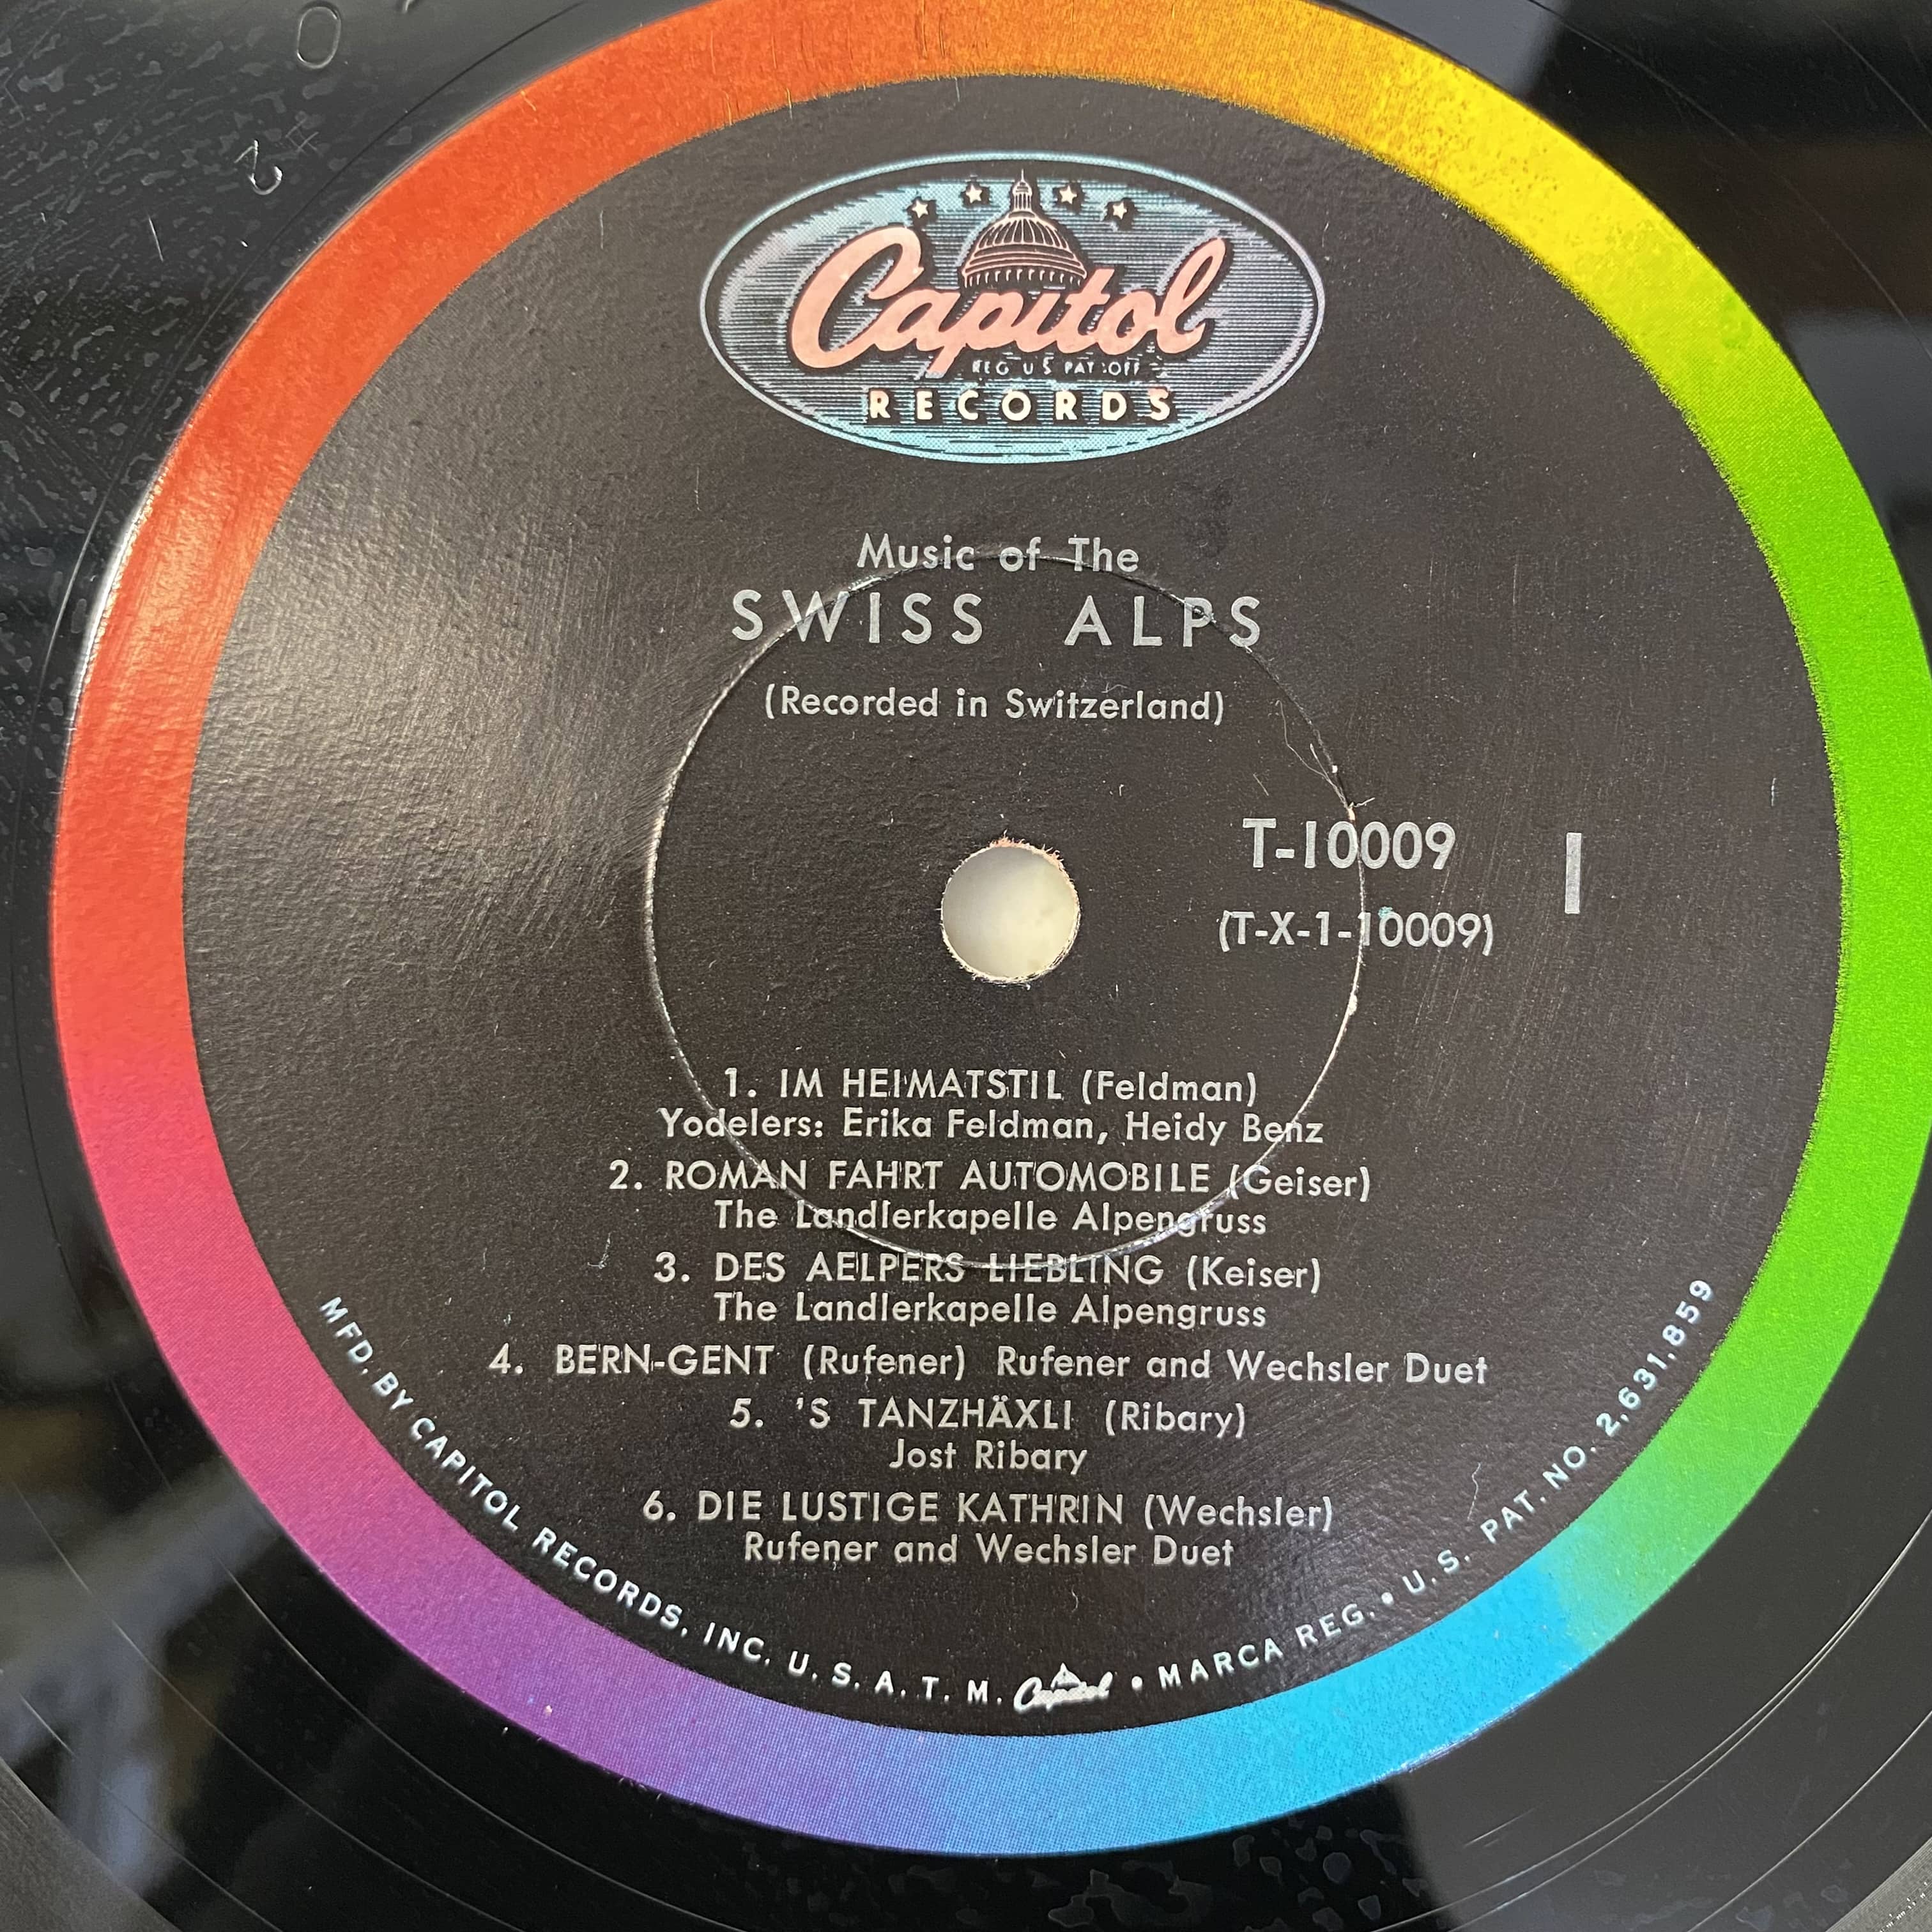 Capitol
REG U S PAT OFF
RECORDS
Music of The
SWISS ALPS
(Recorded in Switzerland)
T-10009
I
(T-X-1-10009)
1. IM HEIMATSTIL (Feldman)
Yodelers: Erika Feldman, Heidy Benz
2. ROMAN FAHRT AUTOMOBILE (Geiser)
The Landlerkapelle Alpengruss
3. DES AELPERS LIEBLING (Keiser)
The Landlerkapelle Alpengruss
4. BERN-GENT (Rufener) Rufener and Wechsler Duet
5. 'S TANZHÄXLI (Ribary)
Jost Ribary
6. DIE LUSTIGE KATHRIN (Wechsler)
Rufener and Wechsler Duet
MFD. BY CAPITOL RECORDS, INC. U. S. A. T. M. Capitol • MARCA REG. • U.S. PAT. NO. 2,631,859